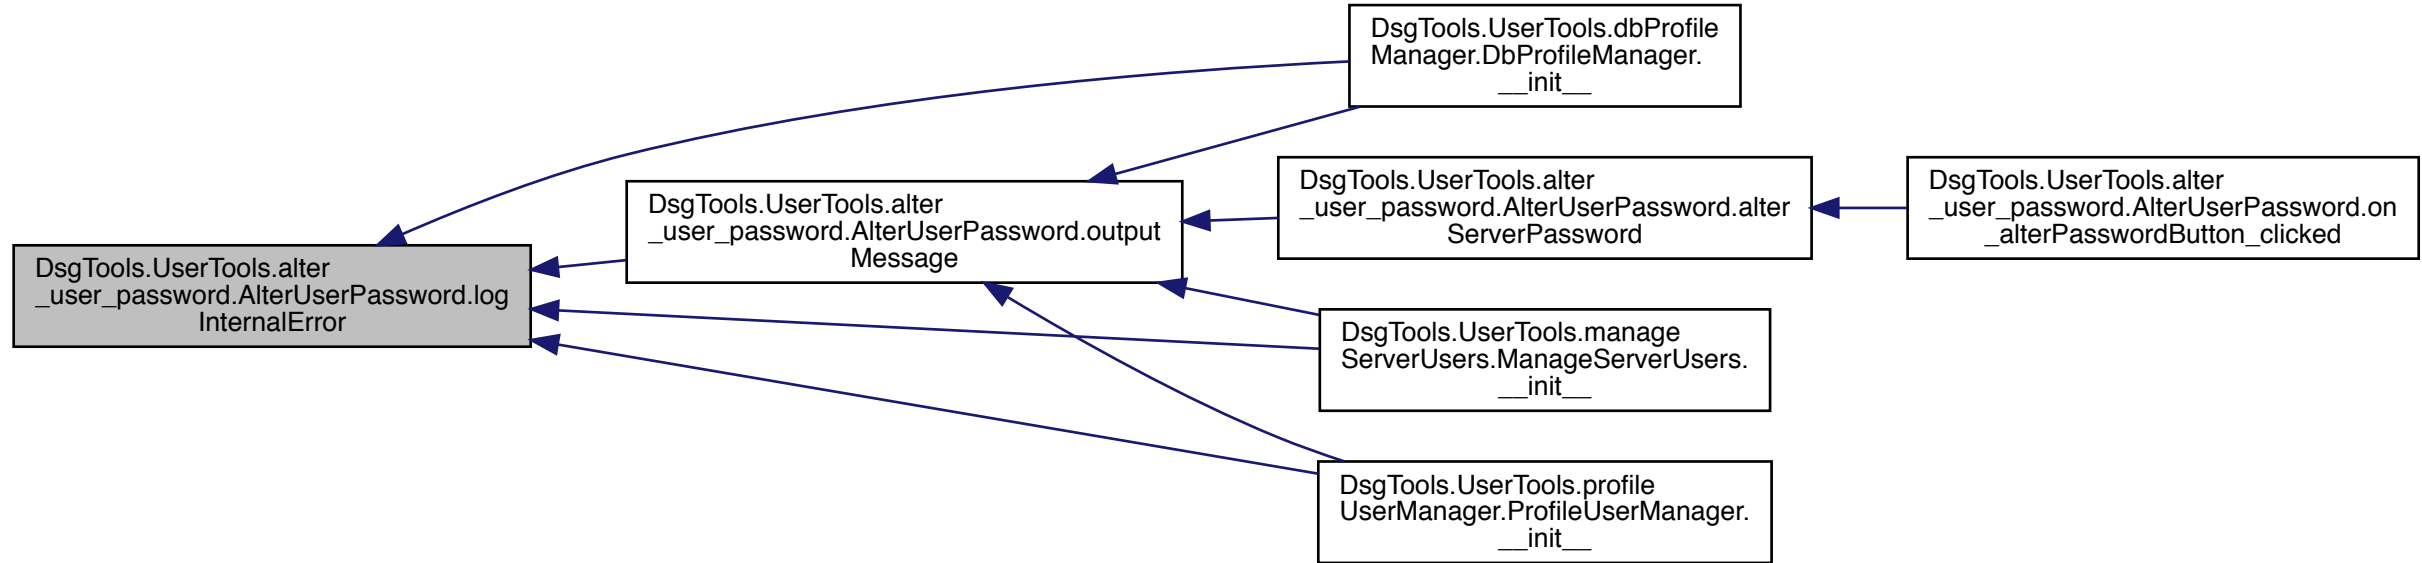 DsgTools.UserTools.dbProfile
Manager.DbProfileManager.
__init__
DsgTools.UserTools.alter
_user_password.AlterUserPassword.alter
ServerPassword
DsgTools.UserTools.alter
_user_password.AlterUserPassword.on
_alterPasswordButton_clicked
DsgTools.UserTools.alter
_user_password.AlterUserPassword.output
Message
DsgTools.UserTools.alter
_user_password.AlterUserPassword.log
InternalError
DsgTools.UserTools.manage
ServerUsers.ManageServerUsers.
__init__
DsgTools.UserTools.profile
UserManager.ProfileUserManager.
__init__